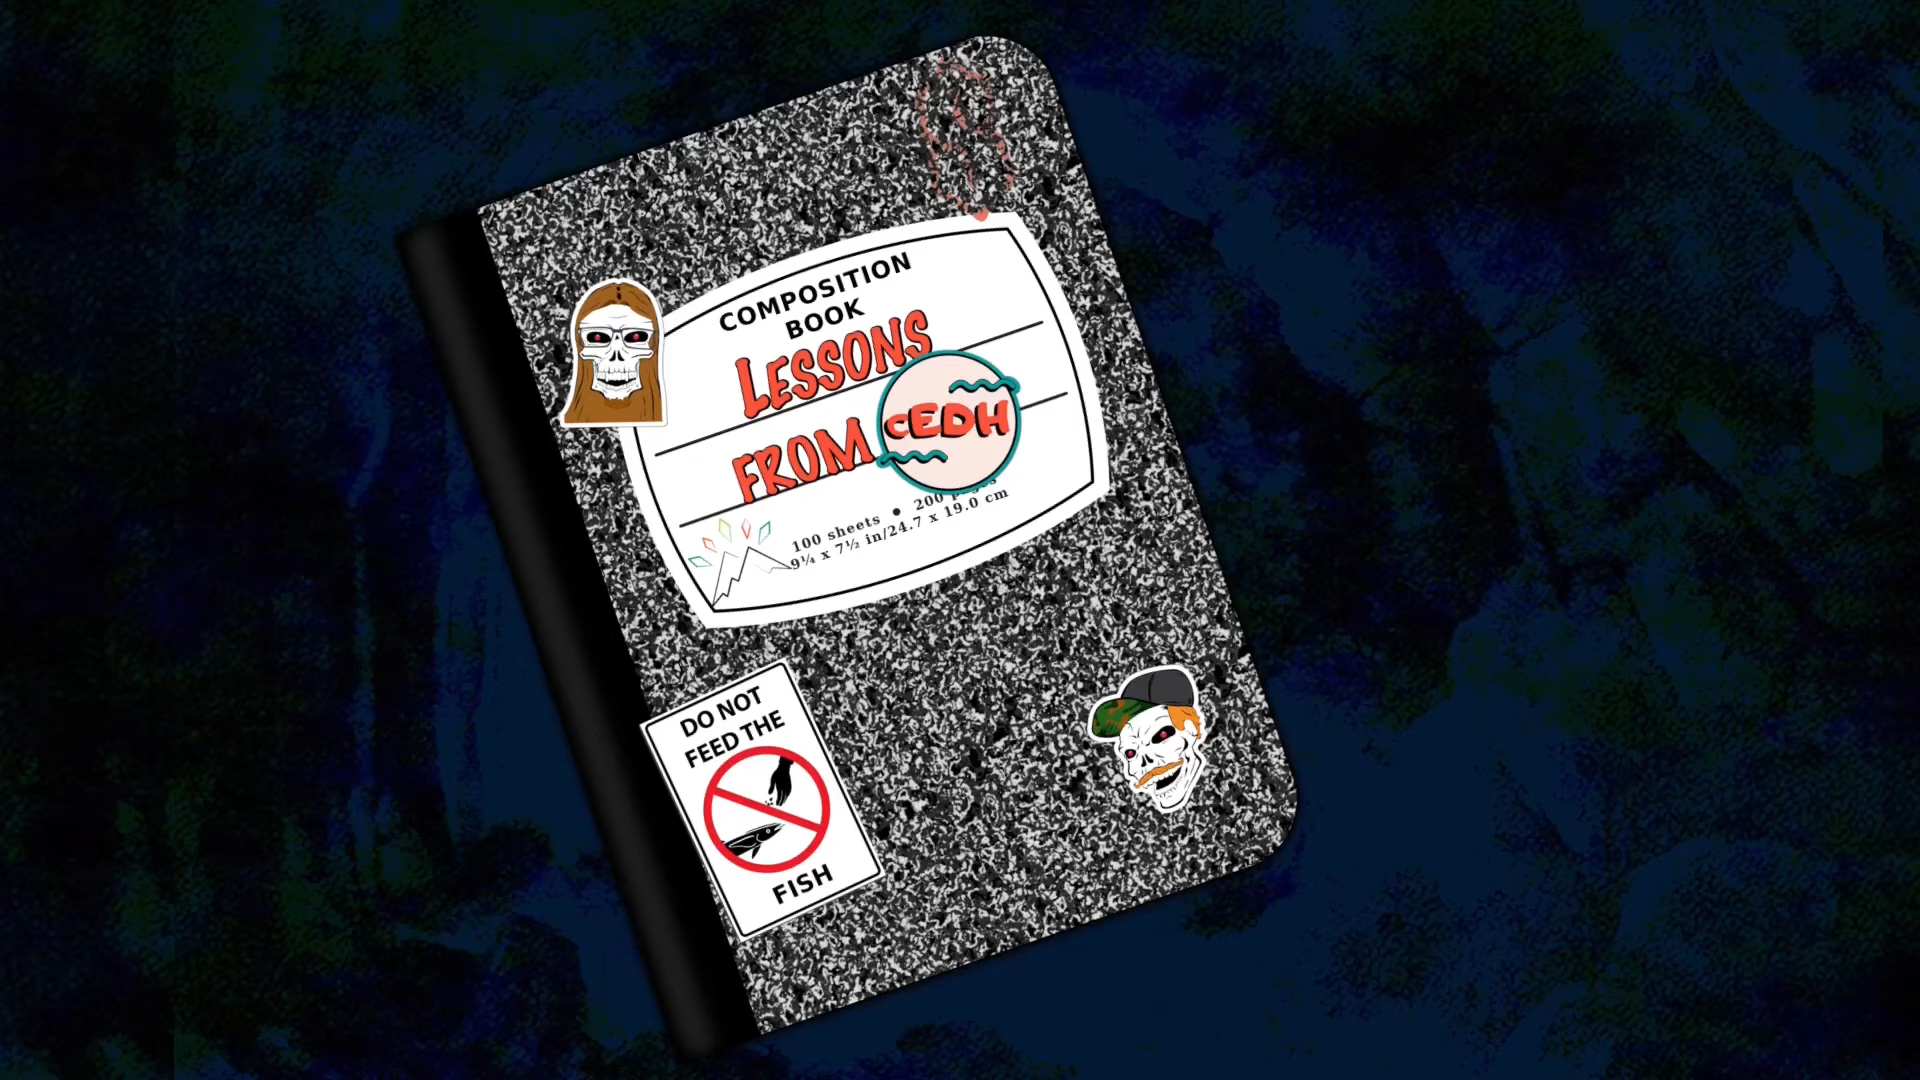 COMPOSITION
BOOK
LESSONS
FROM cEDH
100 sheets • 200
9¼ x 7½ in/24.7 x 19.0 cm
DO NOT
FEED THE
FISH